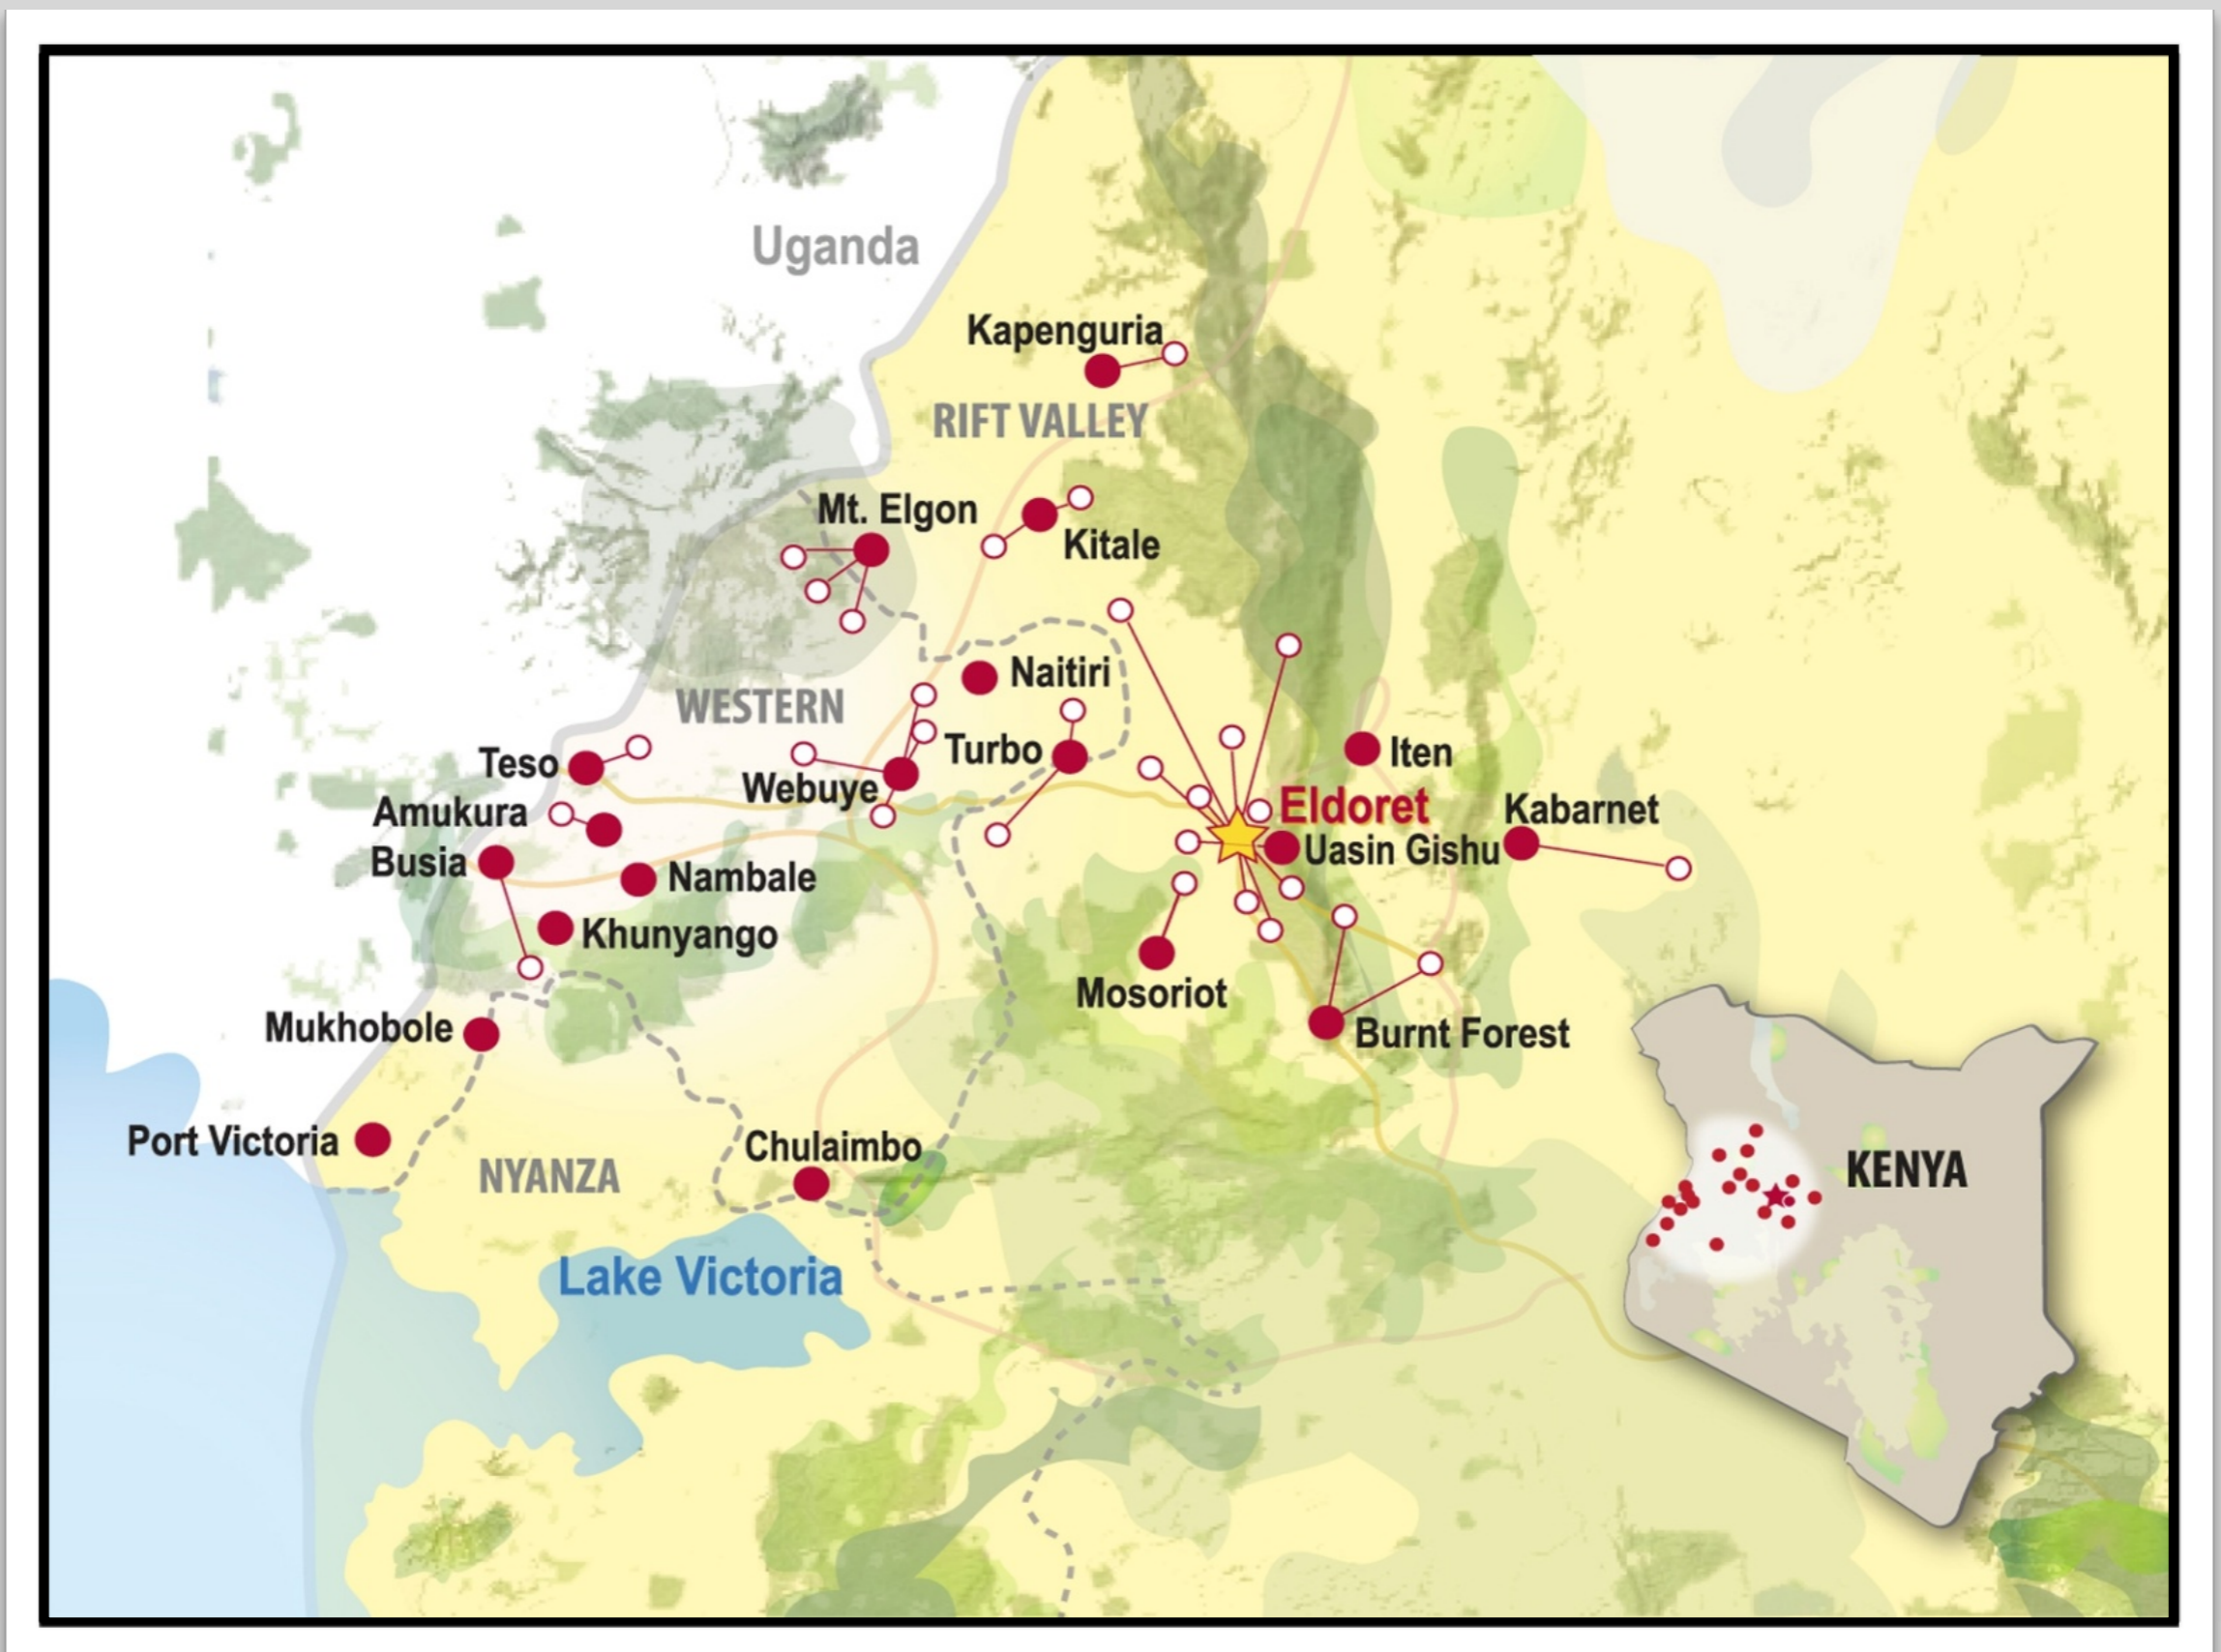 Uganda
Kapenguria
RIFT VALLEY
Mt. Elgon
Kitale
Naitiri
WESTERN
Turbo
Iten
Teso
Webuye
Eldoret
Kabarnet
Amukura
Uasin Gishu
Busia
Nambale
Khunyango
Mosoriot
Mukhobole
Burnt Forest
Port Victoria
Chulaimbo
NYANZA
KENYA
Lake Victoria